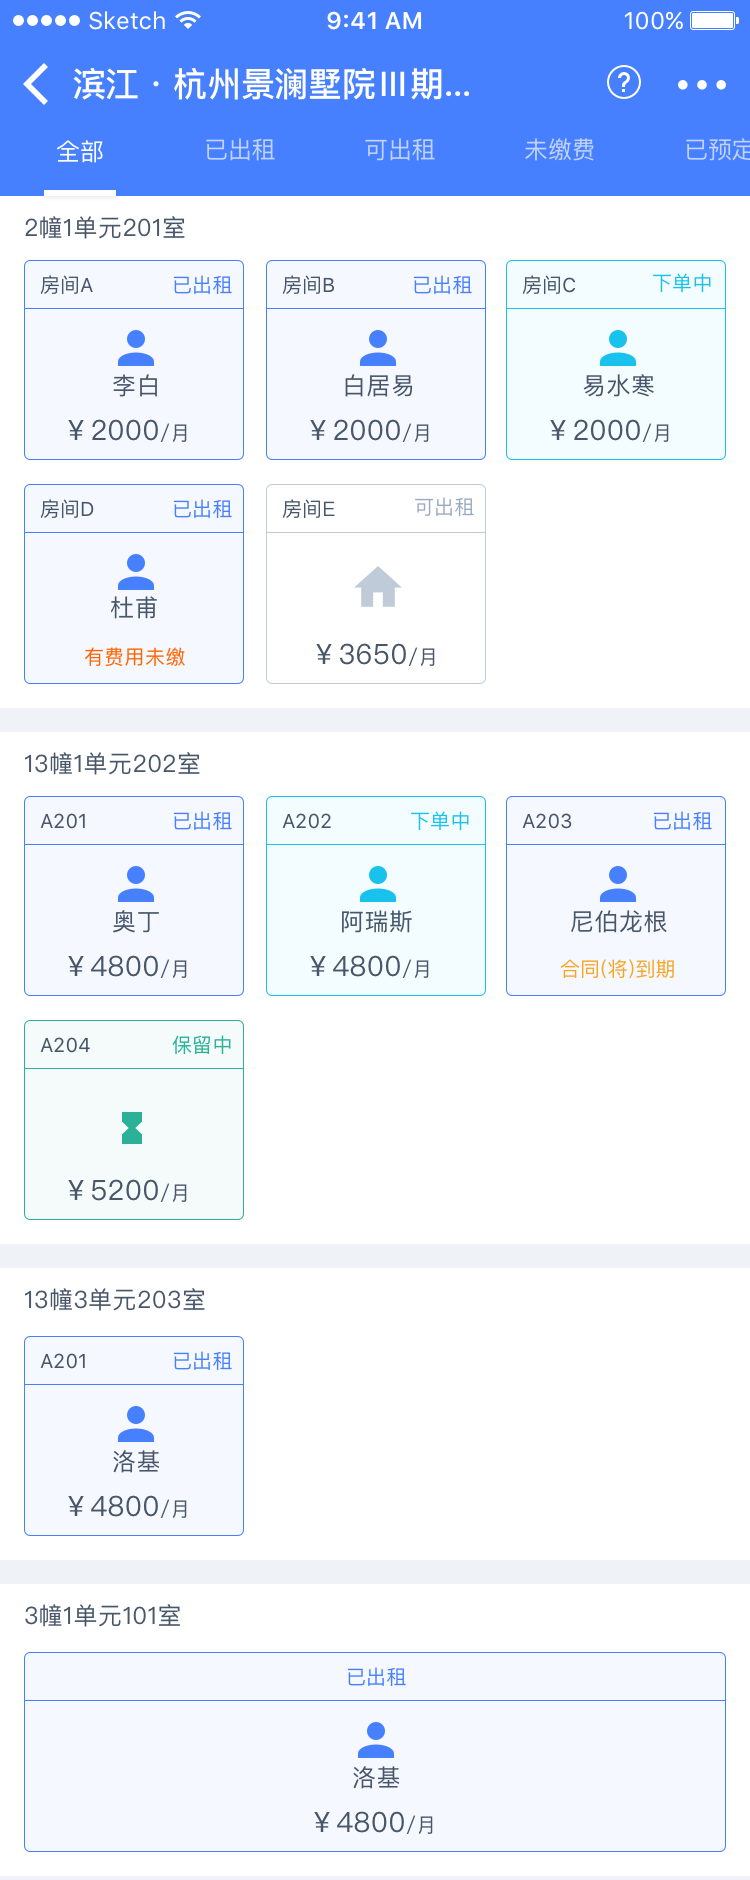 Sketch 9:41 AM 100%
滨江 · 杭州景澜墅院Ⅲ期...
全部 已出租 可出租 未缴费 已预定
2幢1单元201室
房间A 已出租 房间B 已出租 房间C 下单中
李白 白居易 易水寒
¥ 2000/月 ¥ 2000/月 ¥ 2000/月
房间D 已出租 房间E 可出租
杜甫
有费用未缴 ¥ 3650/月
13幢1单元202室
A201 已出租 A202 下单中 A203 已出租
奥丁 阿瑞斯 尼伯龙根
¥ 4800/月 ¥ 4800/月 合同(将)到期
A204 保留中
¥ 5200/月
13幢3单元203室
A201 已出租
洛基
¥ 4800/月
3幢1单元101室
已出租
洛基
¥ 4800/月